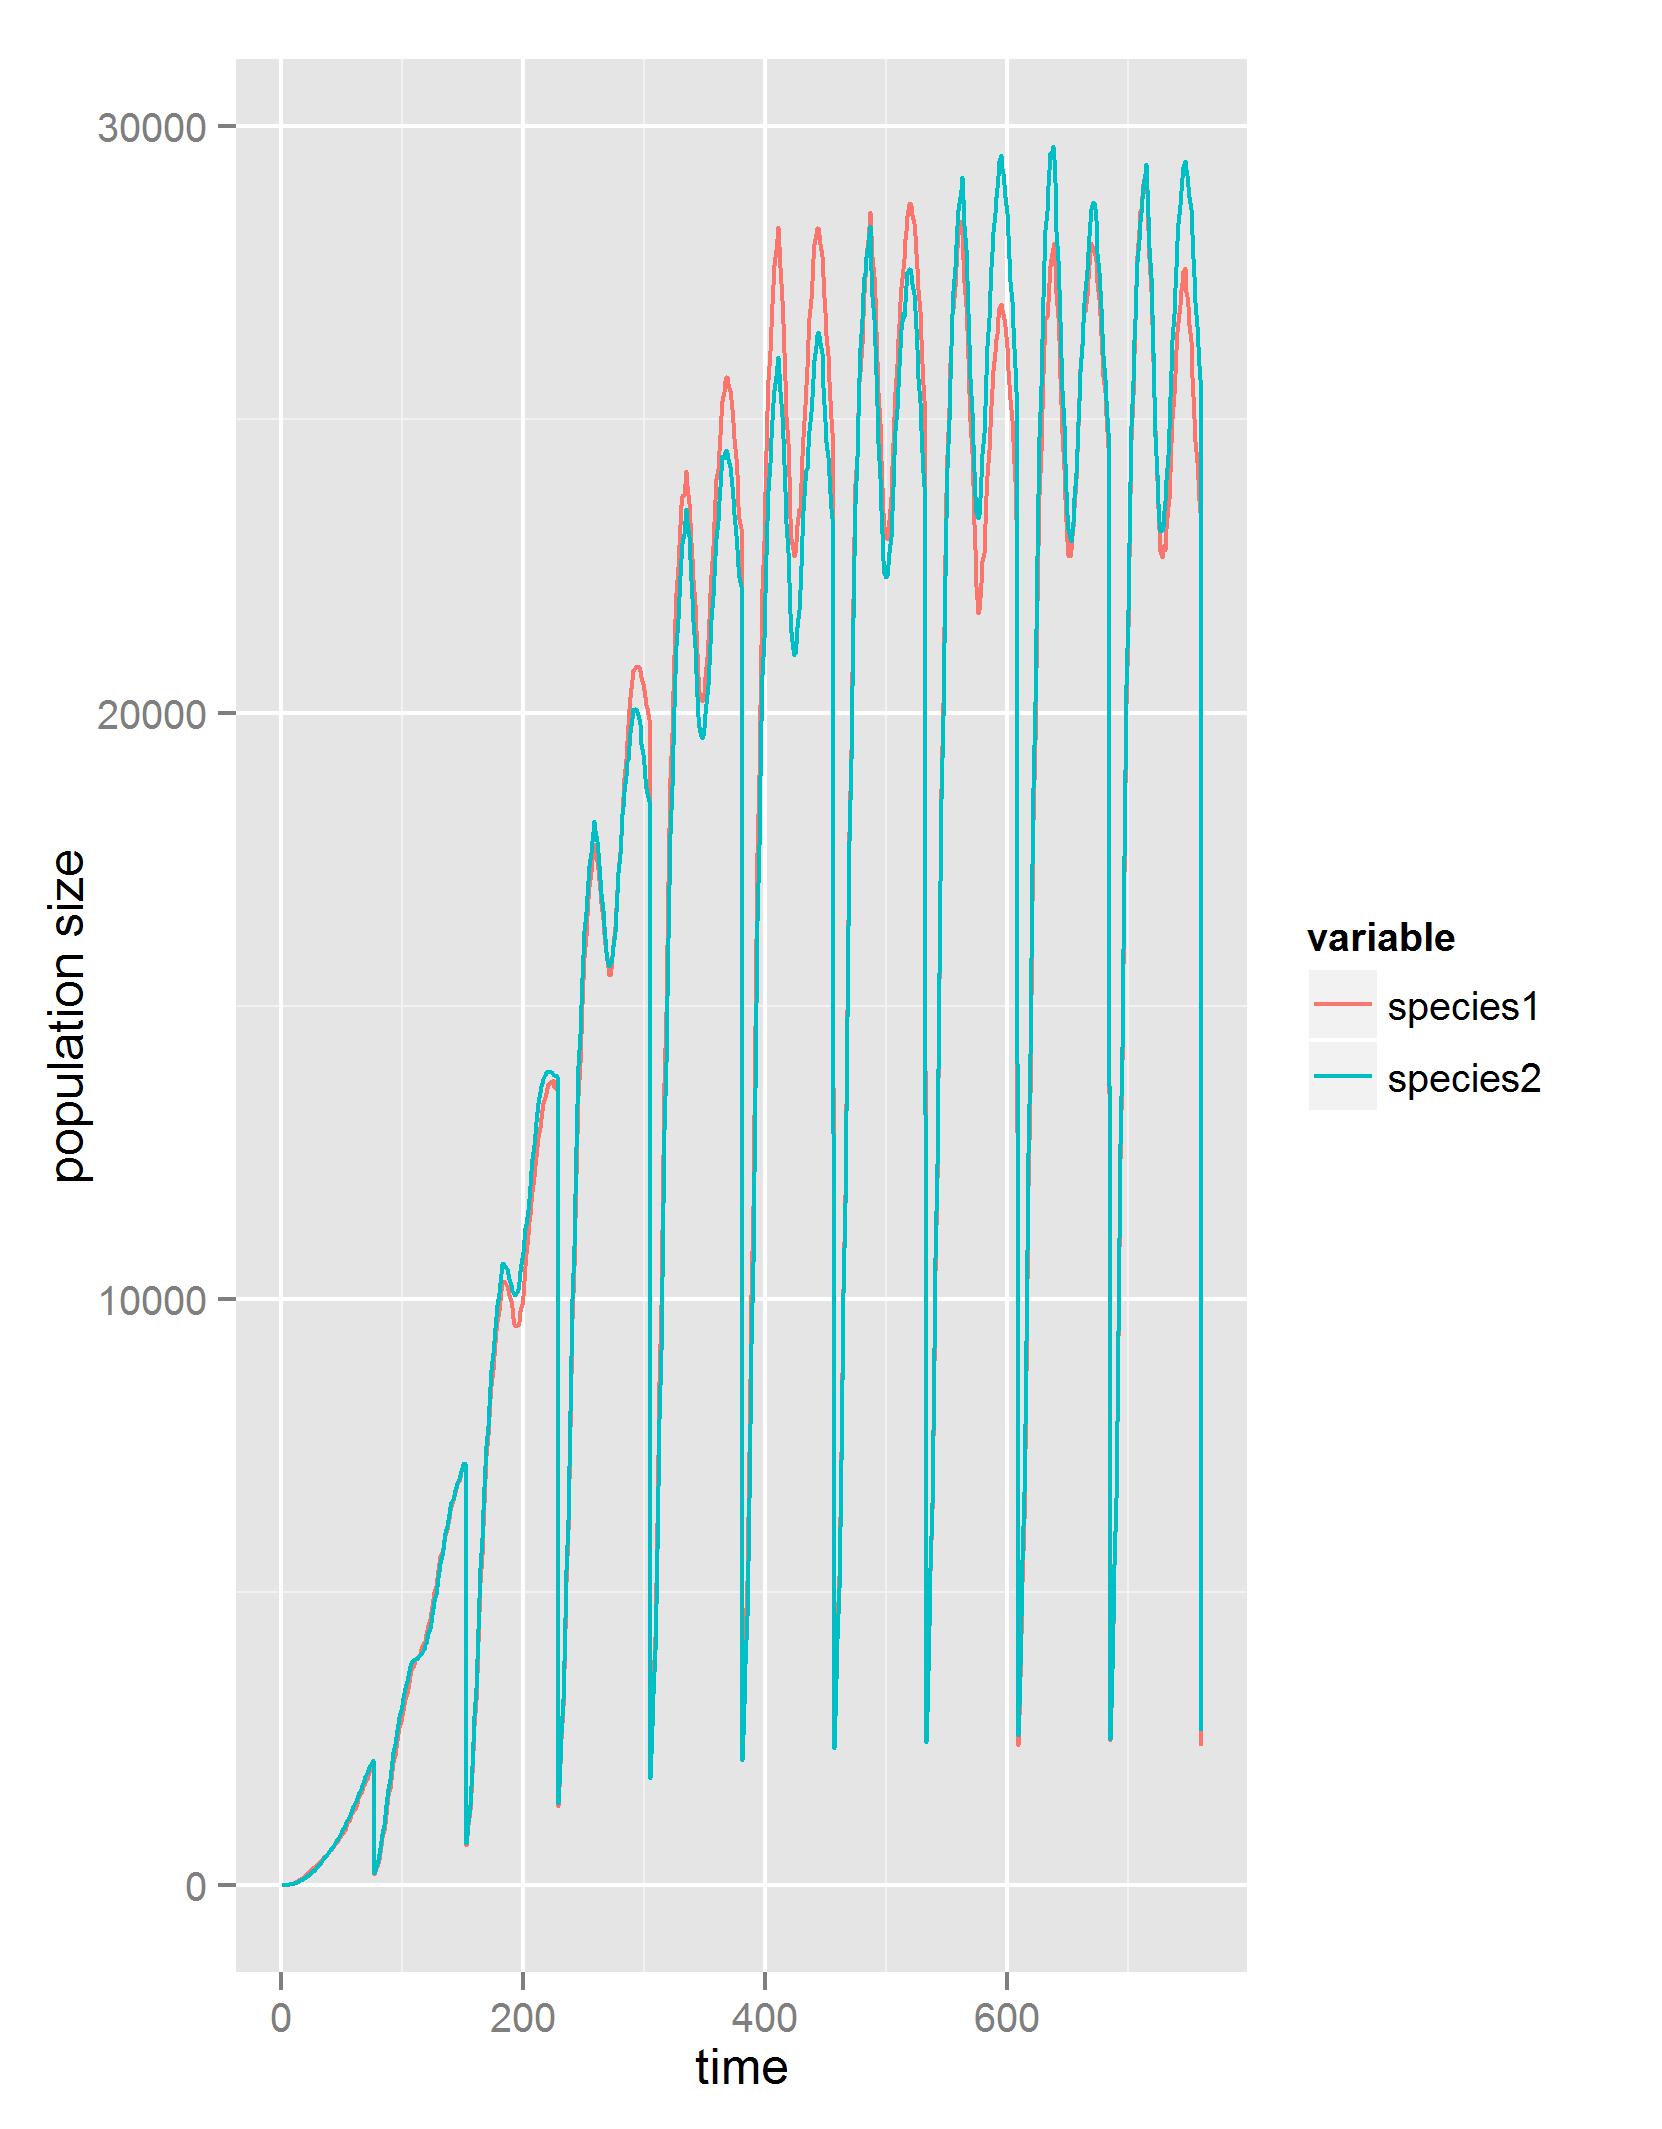 30000
20000
10000
0
population size
0 200 400 600
time
variable
species1
species2